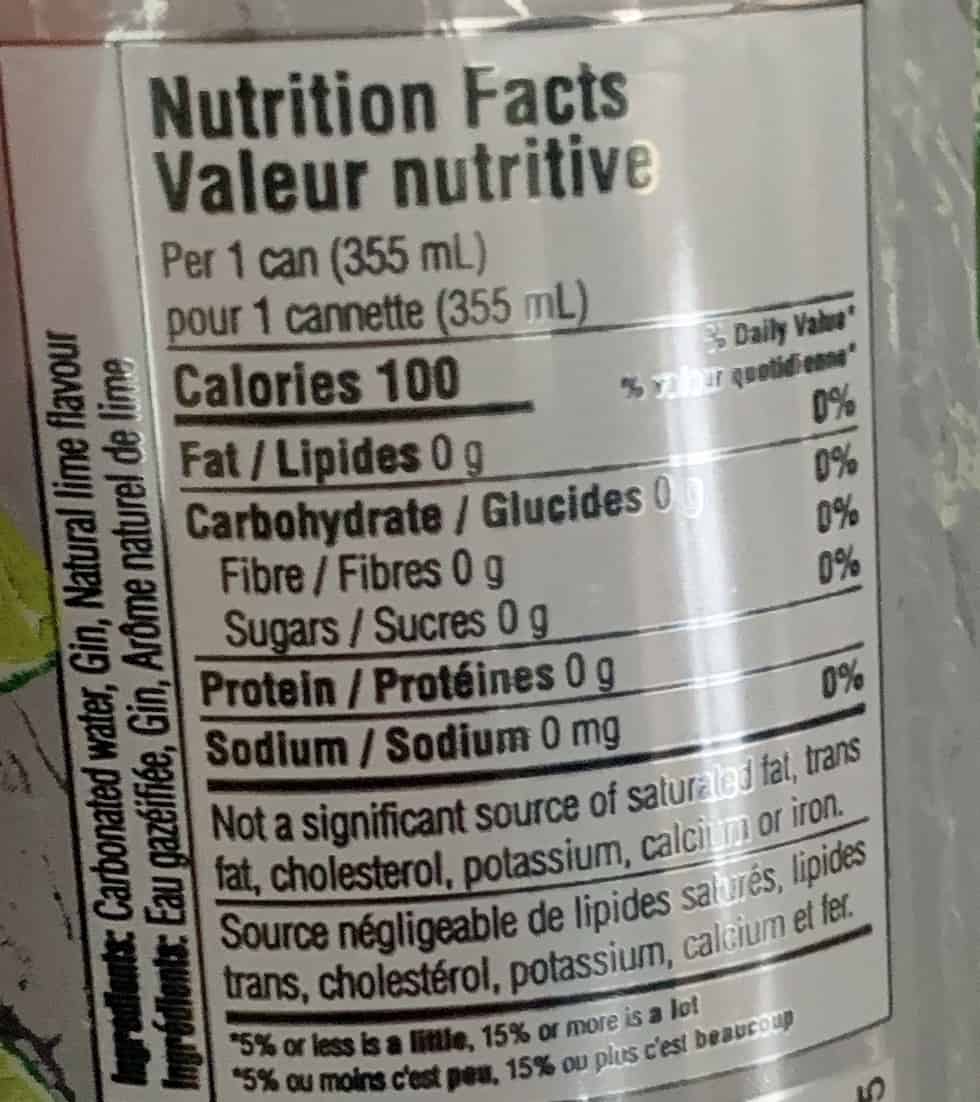 Nutrition Facts
Valeur nutritive
Per 1 can (355 mL)
pour 1 cannette (355 mL)
% Daily Value*
% valeur quotidienne*
Calories 100
0%
Fat / Lipides 0 g
0%
Carbohydrate / Glucides 0 g
0%
Fibre / Fibres 0 g
0%
Sugars / Sucres 0 g
Protein / Protéines 0 g
0%
Sodium / Sodium 0 mg
Not a significant source of saturated fat, trans
fat, cholesterol, potassium, calcium or iron.
Source négligeable de lipides saturés, lipides
trans, cholestérol, potassium, calcium et fer.
*5% or less is a little, 15% or more is a lot
*5% ou moins c'est peu, 15% ou plus c'est beaucoup
Ingredients: Carbonated water, Gin, Natural lime flavour
Ingrédients: Eau gazéifiée, Gin, Arôme naturel de lime
5